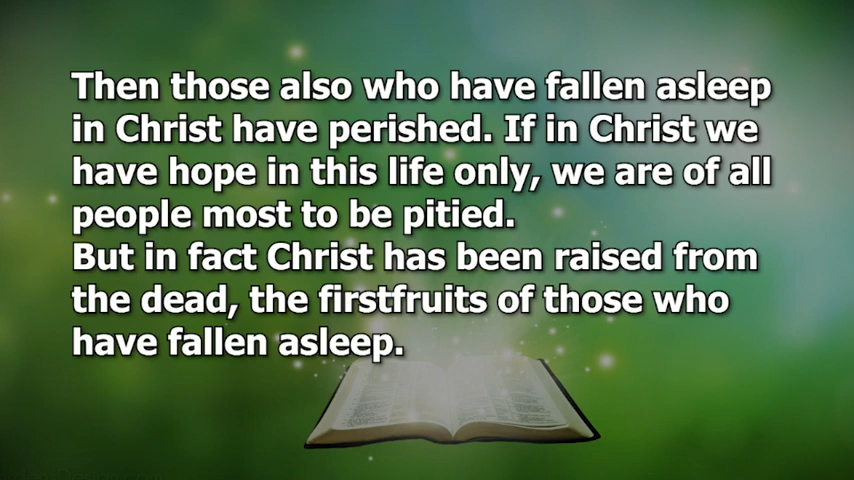 Then those also who have fallen asleep
in Christ have perished. If in Christ we
have hope in this life only, we are of all
people most to be pitied.
But in fact Christ has been raised from
the dead, the firstfruits of those who
have fallen asleep.